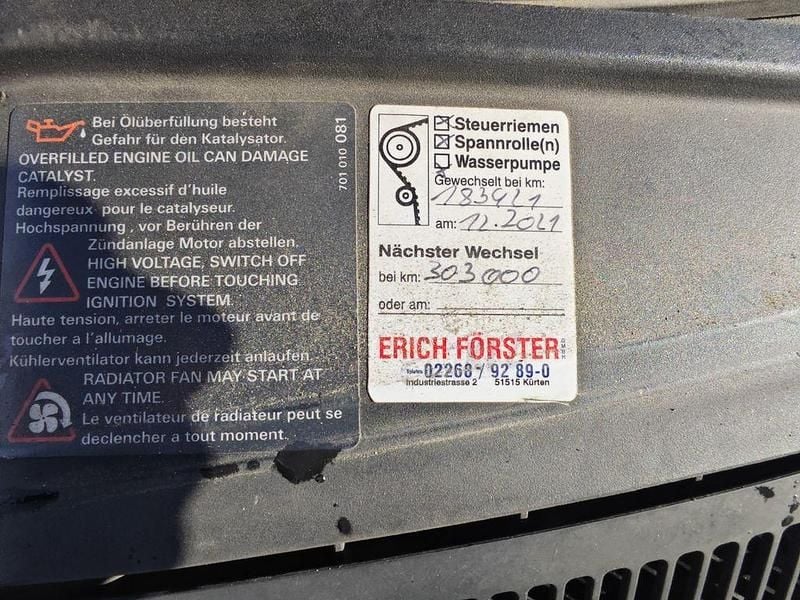 Bei Ölüberfüllung besteht
Gefahr für den Katalysator.
OVERFILLED ENGINE OIL CAN DAMAGE
CATALYST.
Remplissage excessif d'huile
dangereux pour le catalyseur.
Hochspannung, vor Berühren der
Zündanlage Motor abstellen.
HIGH VOLTAGE, SWITCH OFF
ENGINE BEFORE TOUCHING
IGNITION SYSTEM.
Haute tension, arreter le moteur avant de
toucher a l'allumage.
Kühlerventilator kann jederzeit anlaufen.
RADIATOR FAN MAY START AT
ANY TIME.
Le ventilateur de radiateur peut se
declencher a tout moment.
701 010 081
Steuerriemen
Spannrolle(n)
Wasserpumpe
Gewechselt bei km:
183921
am: 12.2021
Nächster Wechsel
bei km: 303000
oder am:
ERICH FÖRSTER GMBH
Telefon 02268 / 92 89-0
Industriestrasse 2 51515 Kürten